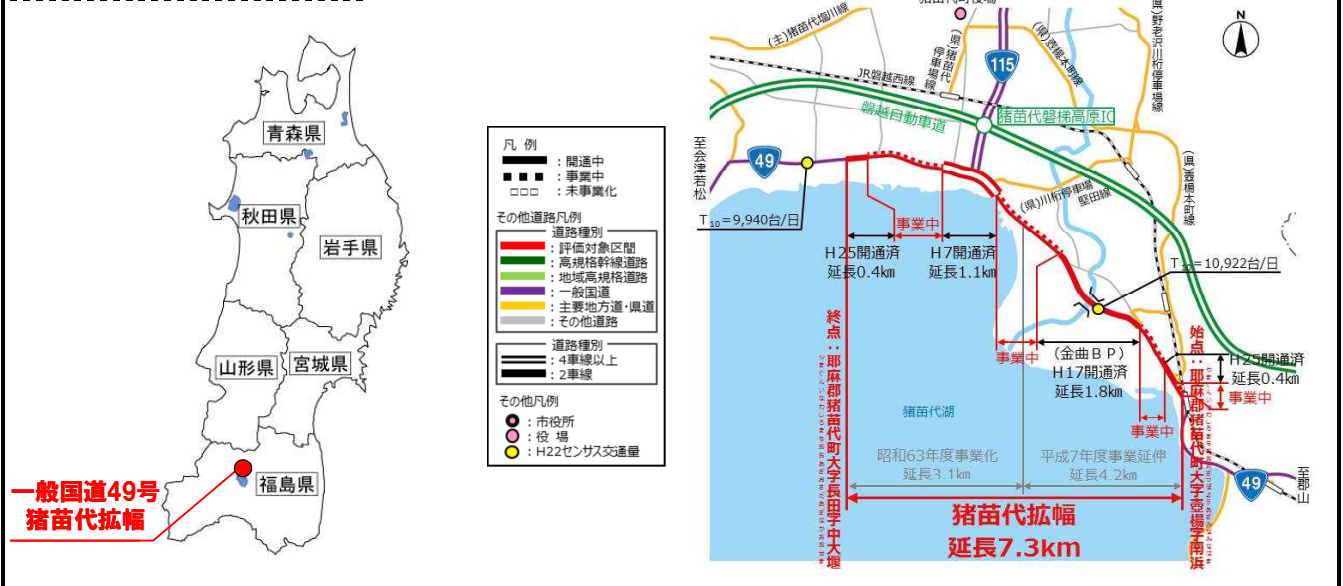 青森県
秋田県
岩手県
山形県
宮城県
福島県
一般国道49号
猪苗代拡幅
凡 例
：開通中
：事業中
：未事業化
その他道路凡例
道路種別
：評価対象区間
：高規格幹線道路
：地域高規格道路
：一般国道
：主要地方道・県道
：その他道路
道路種別
：4車線以上
：2車線
その他凡例
：市役所
：役 場
：H22センサス交通量
N
(主)猪苗代塩川線
(県)猪苗代
停車場線
115
(県)壺楊本町線
(県)野老沢川桁停車場線
JR磐越西線
磐越自動車道
猪苗代磐梯高原IC
至会津若松
49
T10＝9,940台/日
(県)川桁停車場
堅田線
(県)壺楊本町線
事業中
H25開通済
延長0.4km
H7開通済
延長1.1km
T10＝10,922台/日
事業中
(金曲BP)
H17開通済
延長1.8km
H25開通済
延長0.4km
事業中
事業中
猪苗代湖
終点：耶麻郡猪苗代町大字長田字中大堰
始点：耶麻郡猪苗代町大字壺楊字南浜
昭和63年度事業化
延長3.1km
平成7年度事業延伸
延長4.2km
49
至郡山
猪苗代拡幅
延長7.3km